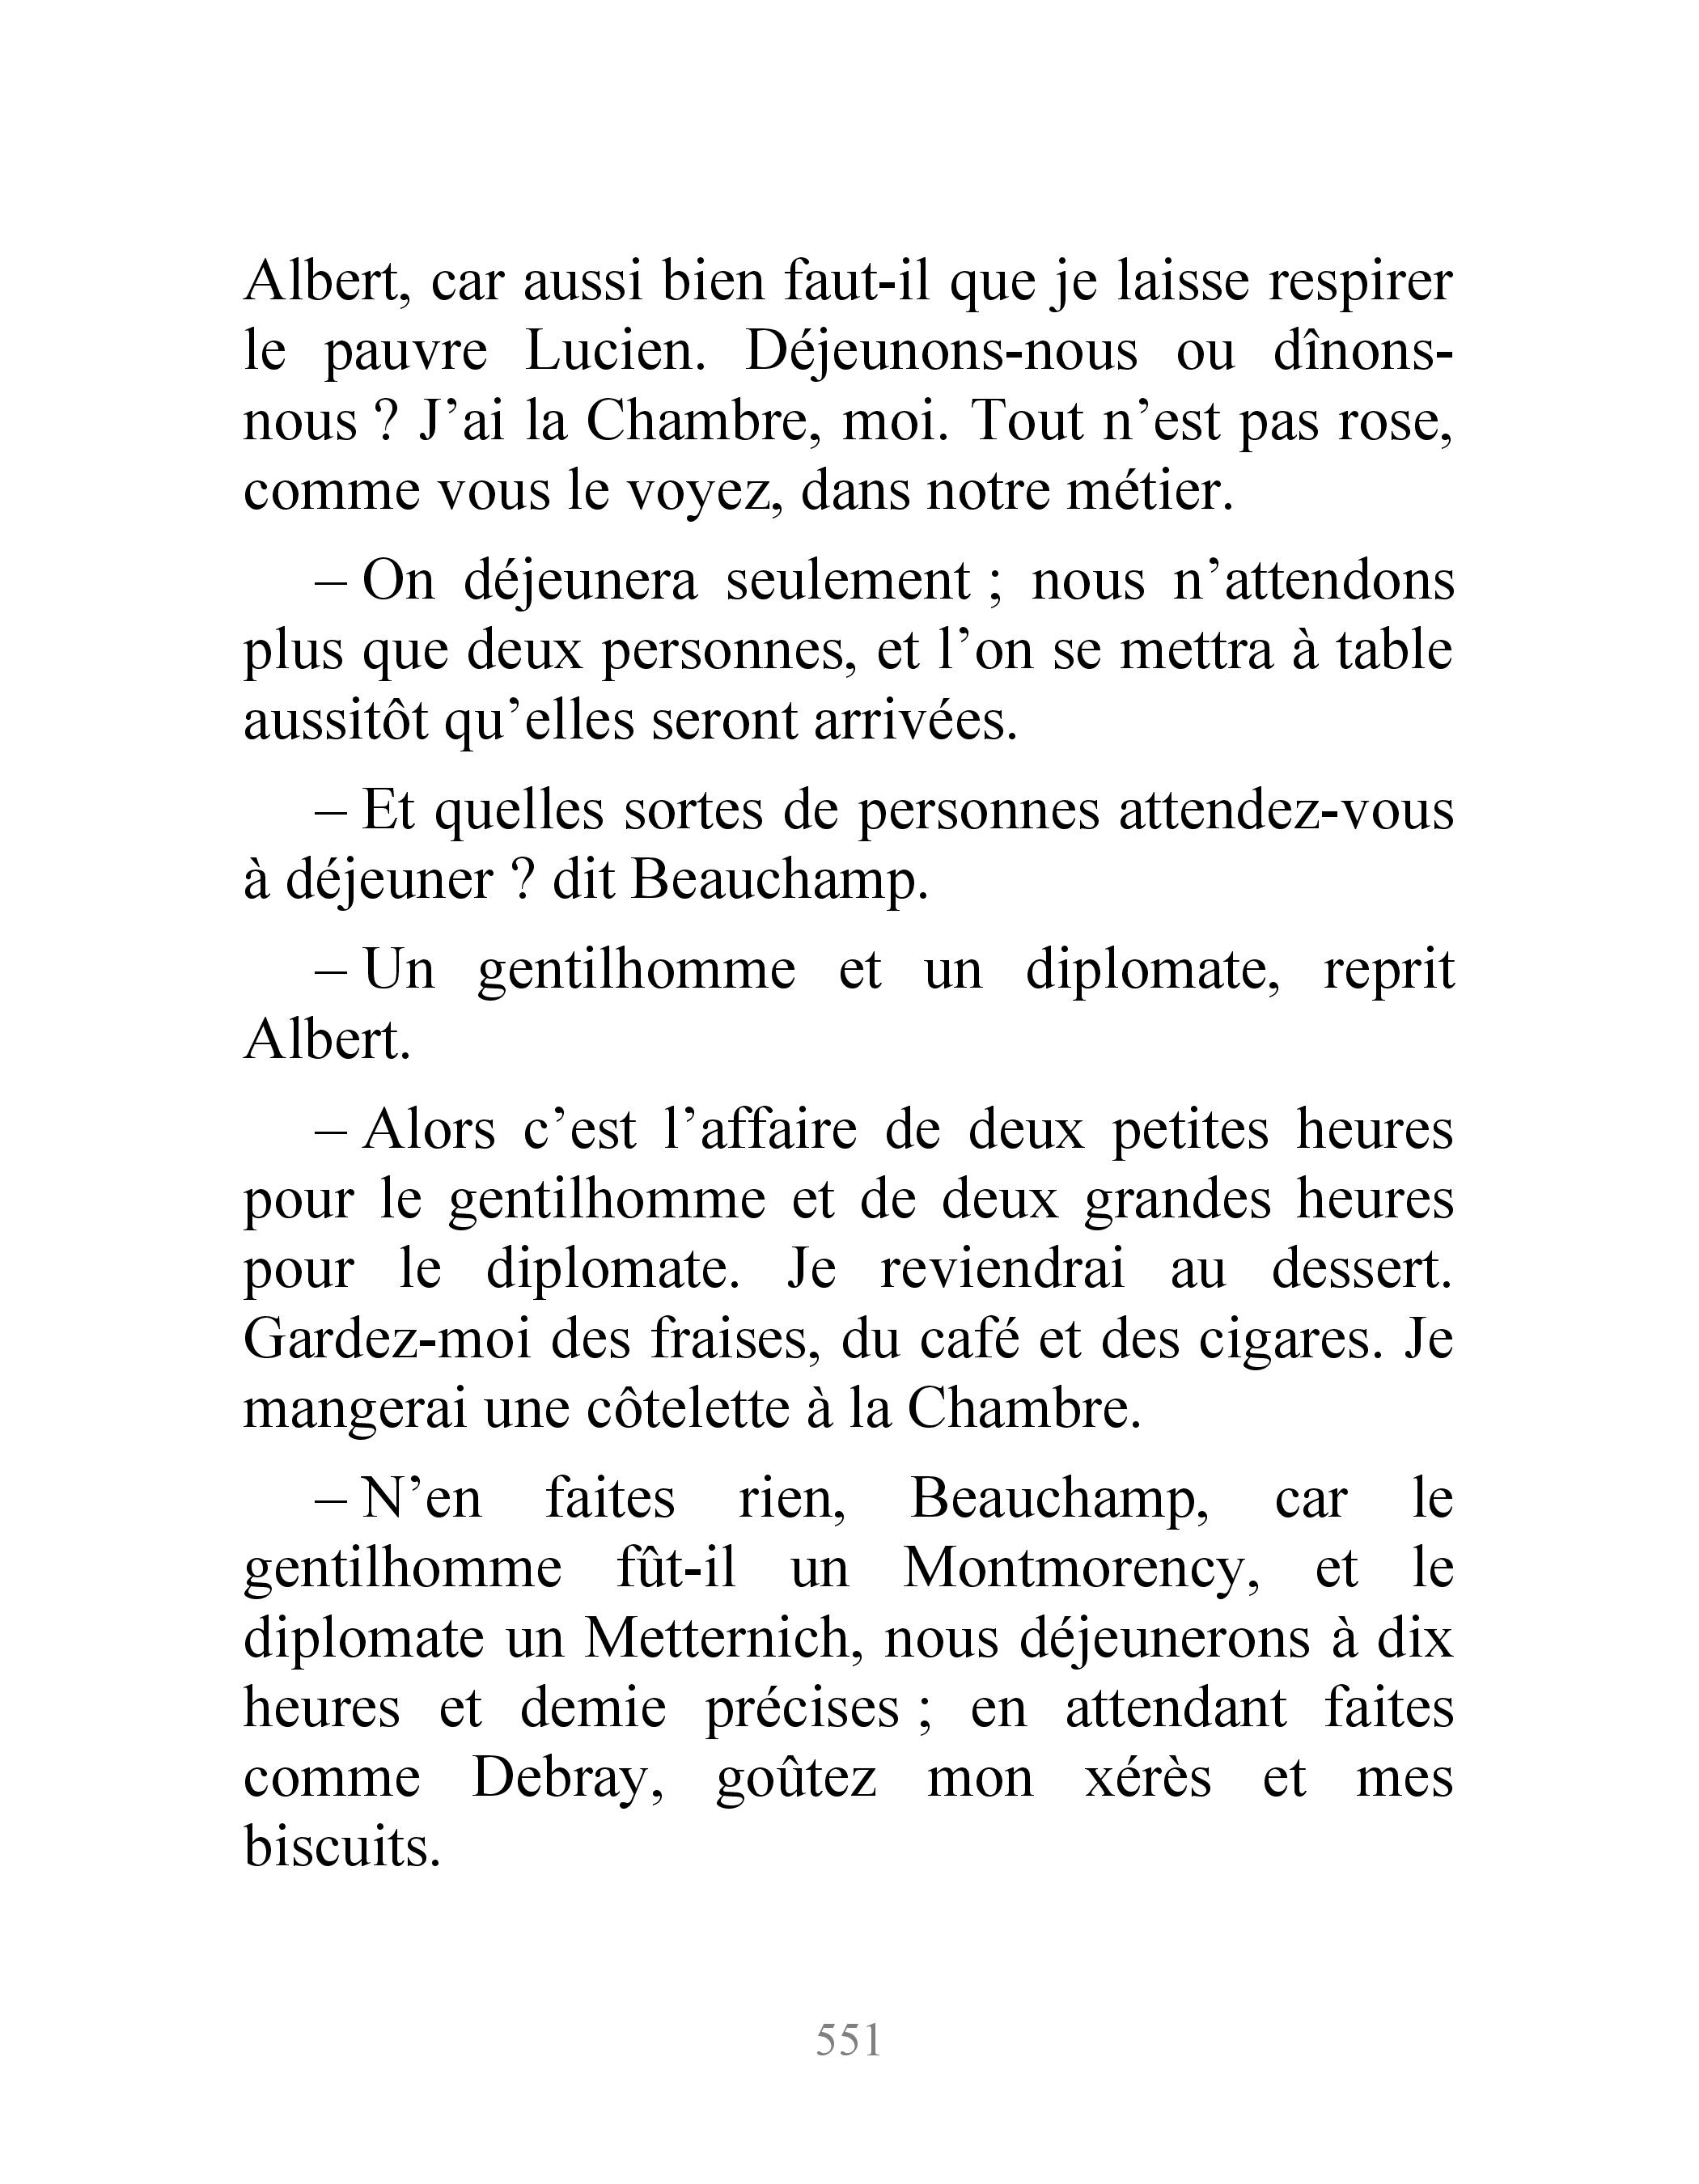 Albert, car aussi bien faut-il que je laisse respirer
le pauvre Lucien. Déjeunons-nous ou dînons-
nous ? J’ai la Chambre, moi. Tout n’est pas rose,
comme vous le voyez, dans notre métier.
– On déjeunera seulement ; nous n’attendons
plus que deux personnes, et l’on se mettra à table
aussitôt qu’elles seront arrivées.
– Et quelles sortes de personnes attendez-vous
à déjeuner ? dit Beauchamp.
– Un gentilhomme et un diplomate, reprit
Albert.
– Alors c’est l’affaire de deux petites heures
pour le gentilhomme et de deux grandes heures
pour le diplomate. Je reviendrai au dessert.
Gardez-moi des fraises, du café et des cigares. Je
mangerai une côtelette à la Chambre.
– N’en faites rien, Beauchamp, car le
gentilhomme fût-il un Montmorency, et le
diplomate un Metternich, nous déjeunerons à dix
heures et demie précises ; en attendant faites
comme Debray, goûtez mon xérès et mes
biscuits.
551